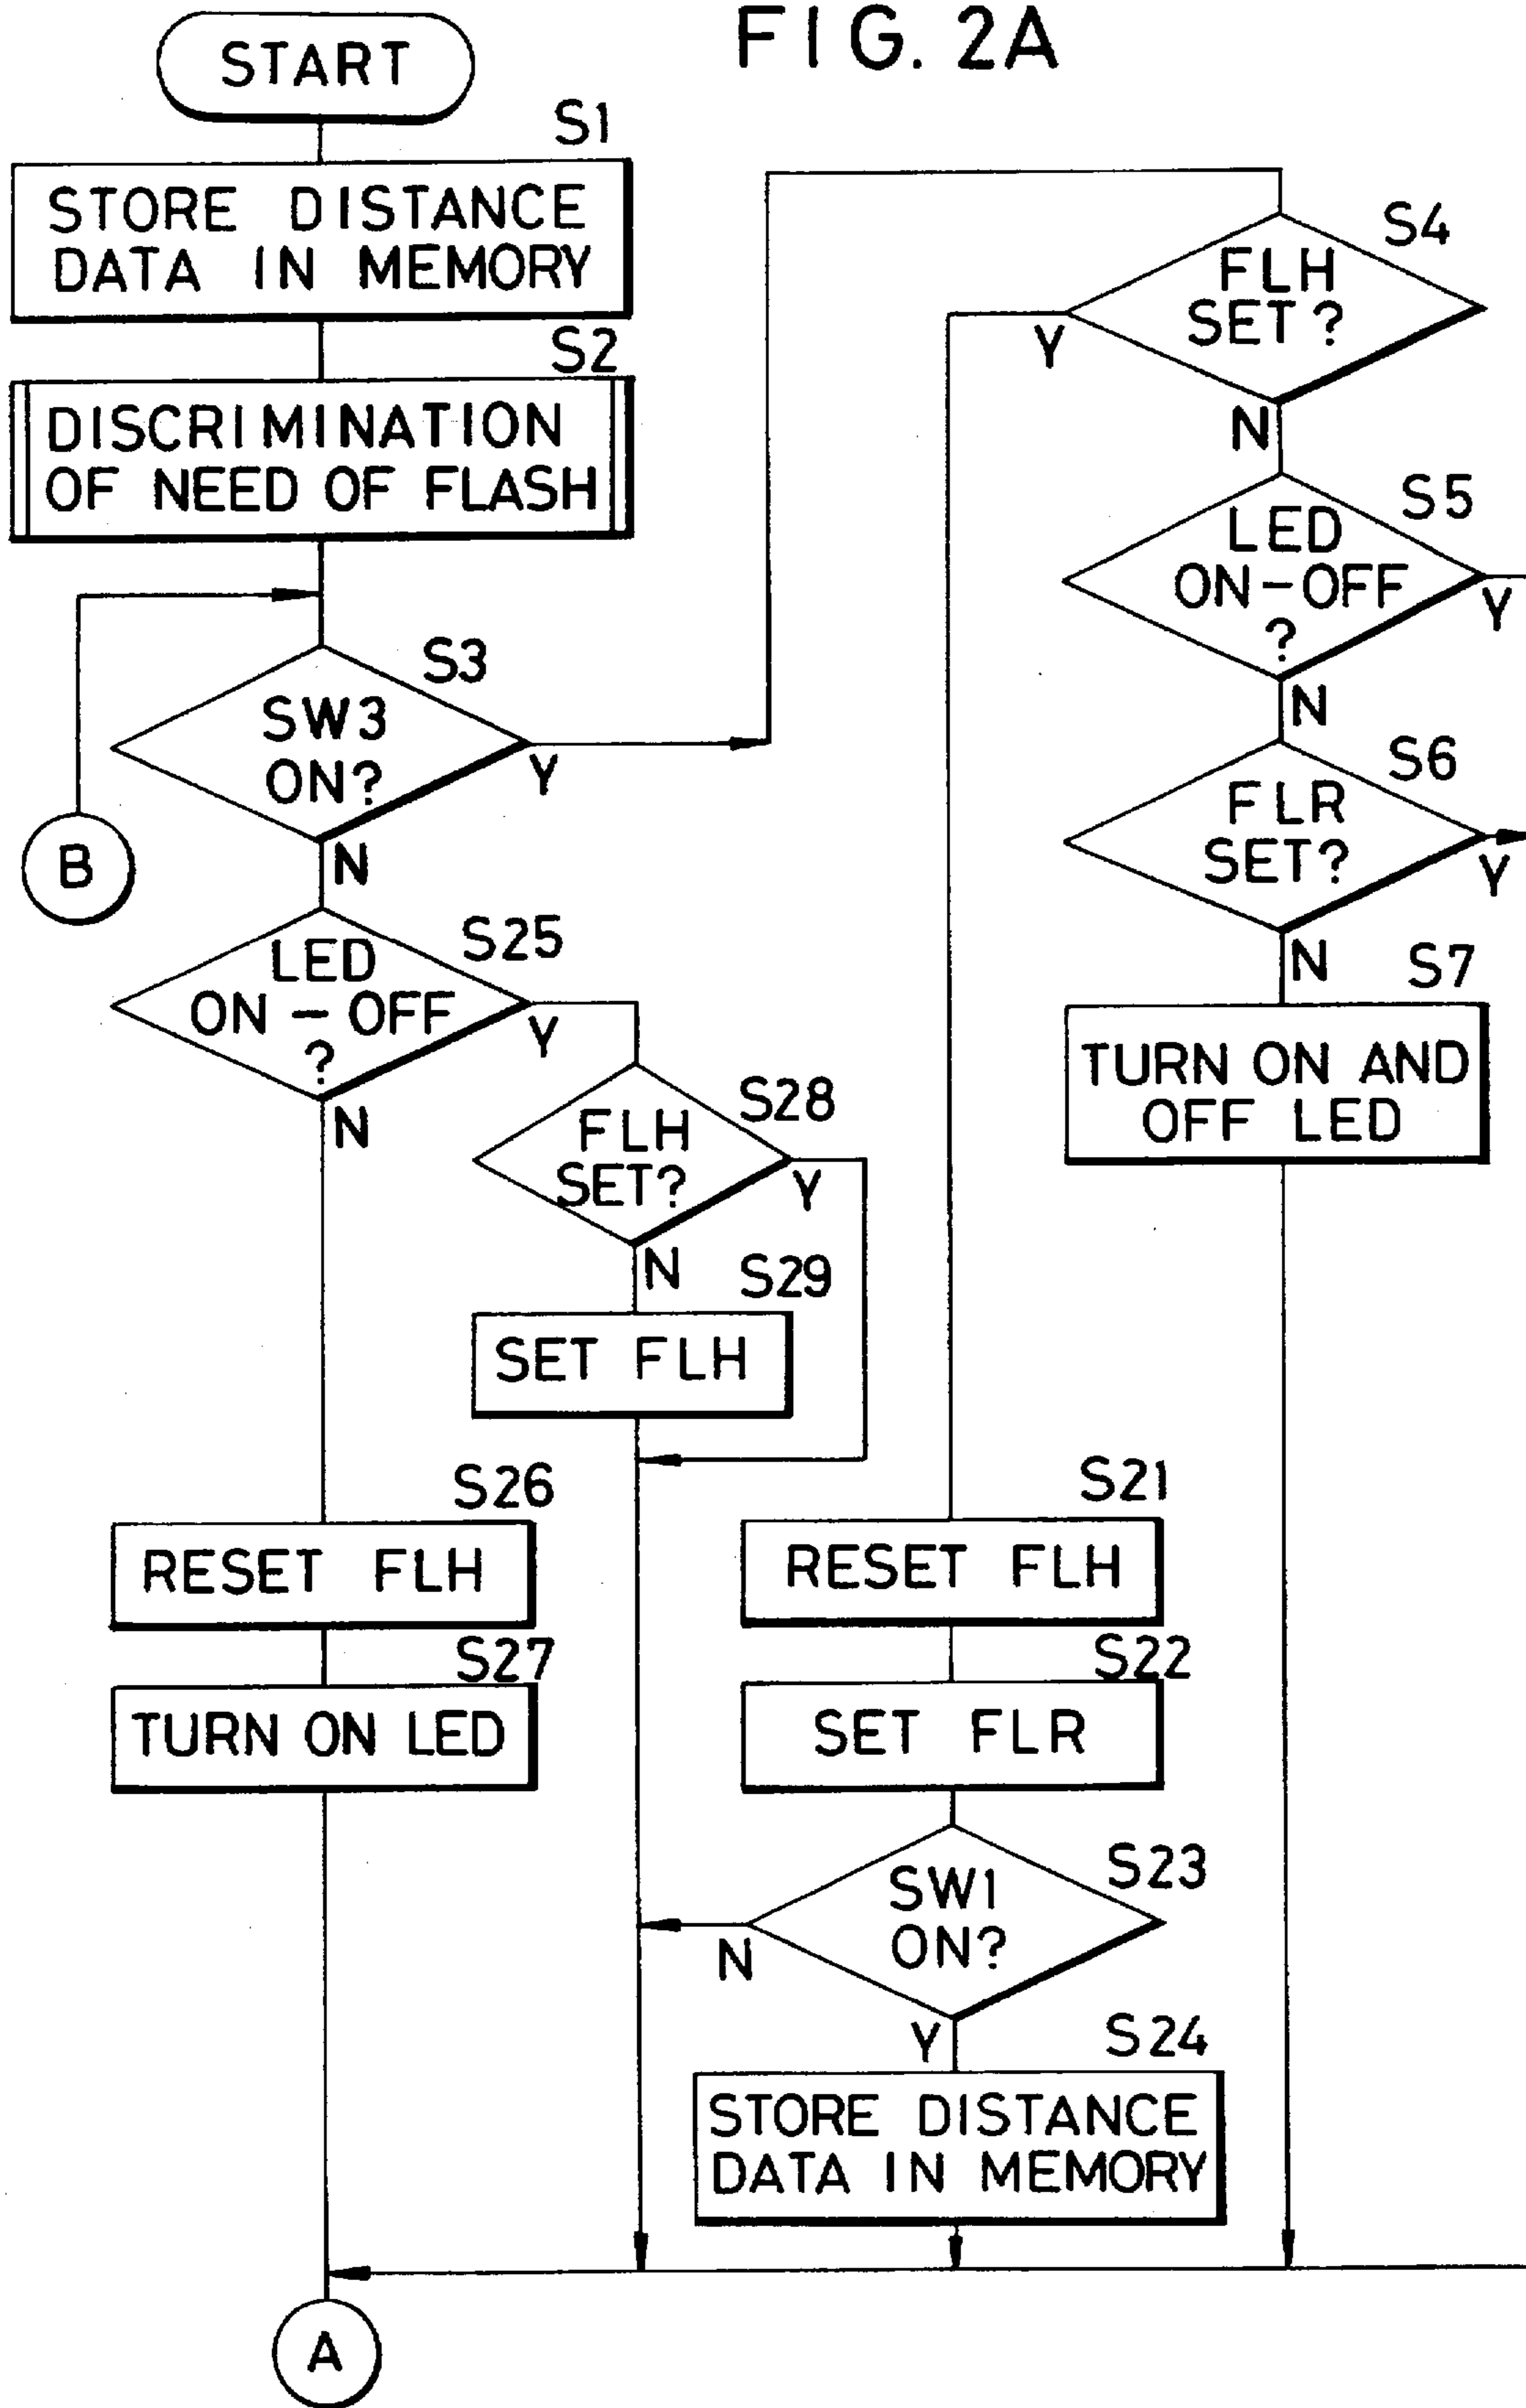 FIG. 2A
START
S1
STORE DISTANCE
DATA IN MEMORY
S2
DISCRIMINATION
OF NEED OF FLASH
S3
SW3
ON?
Y
N
B
S25
LED
ON-OFF
?
Y
N
S28
FLH
SET?
Y
N
S29
SET FLH
S26
RESET FLH
S27
TURN ON LED
A
S4
FLH
SET?
Y
N
S5
LED
ON-OFF
?
Y
N
S6
FLR
SET?
Y
N
S7
TURN ON AND
OFF LED
S21
RESET FLH
S22
SET FLR
S23
SW1
ON?
N
Y
S24
STORE DISTANCE
DATA IN MEMORY